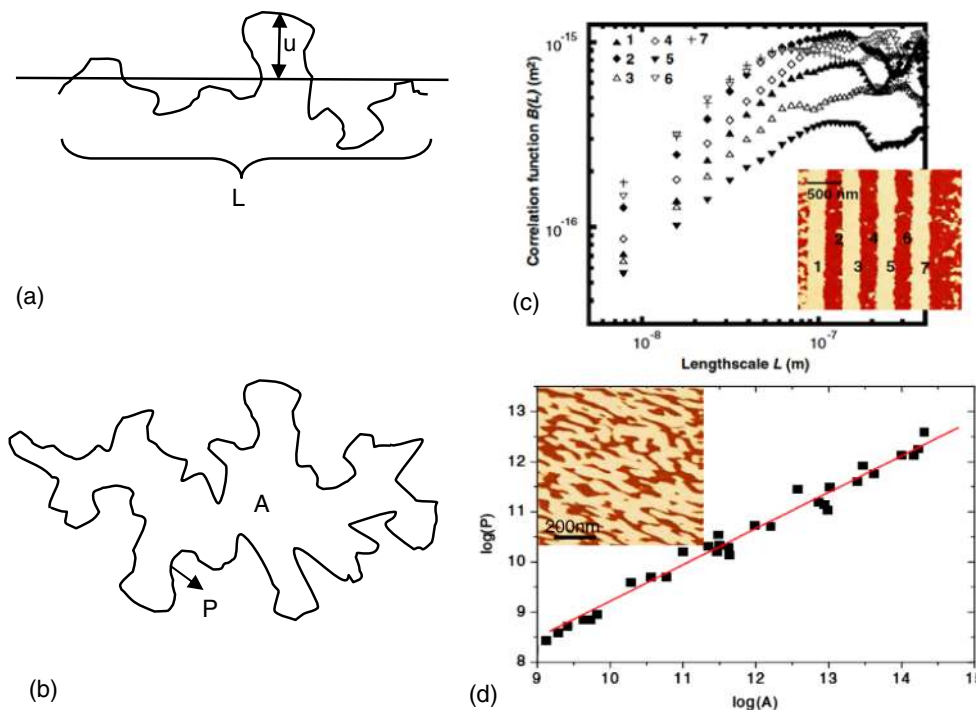 u
L
(a)
Correlation function B(L) (m²)
10⁻¹⁵
10⁻¹⁶
1 4 7
2 5
3 6
500 nm
2 4 6
1 3 5 7
10⁻⁸ 10⁻⁷
Lengthscale L (m)
(c)
A
P
(b)
log(P)
13
12
11
10
9
8
200nm
9 10 11 12 13 14 15
log(A)
(d)